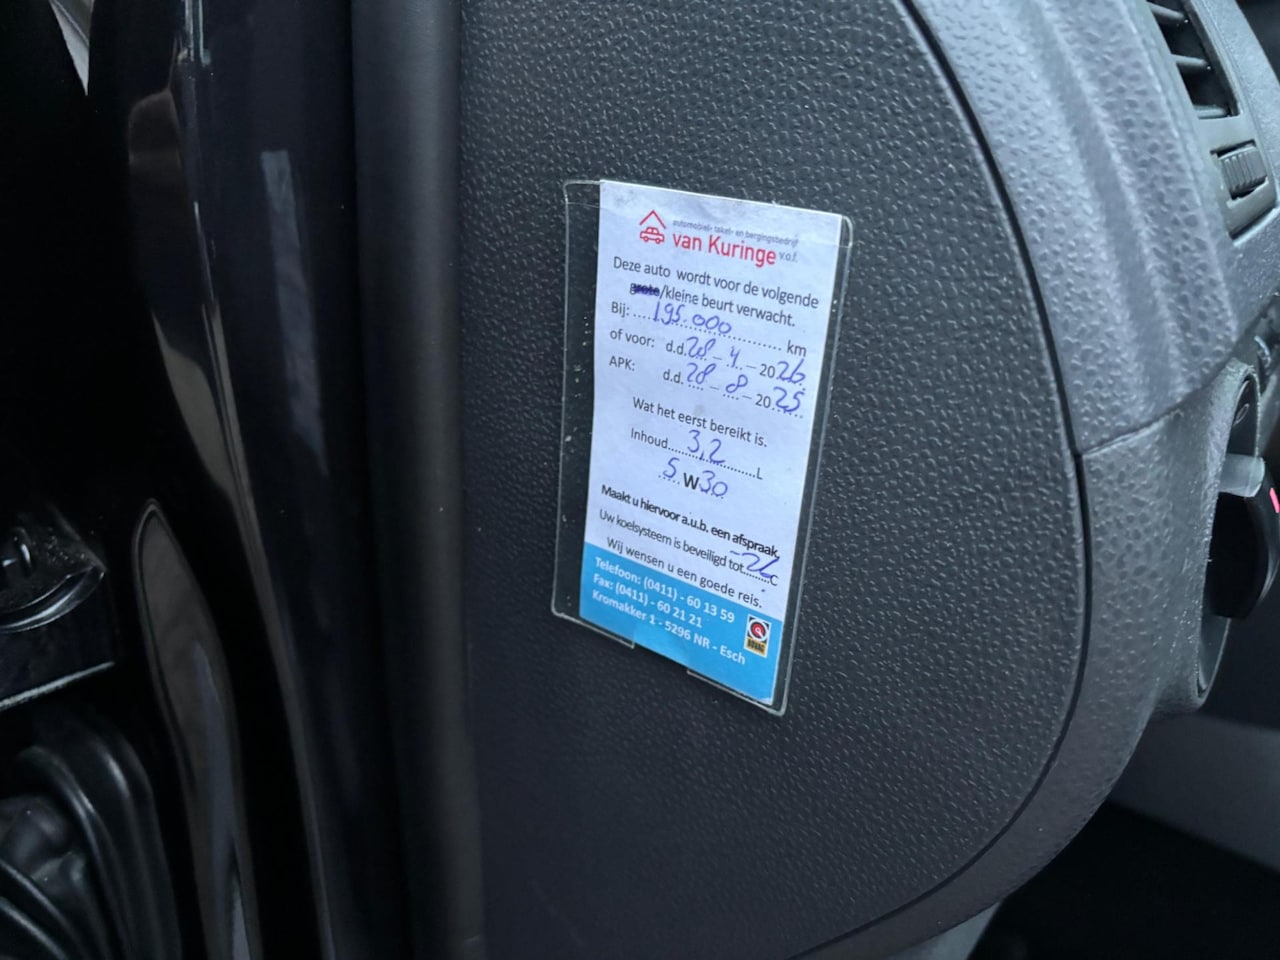 automobiel- takel- en bergingsbedrijf
van Kuringe v.o.f.
Deze auto wordt voor de volgende
grote/kleine beurt verwacht.
Bij: ....195.000............ km
of voor: d.d. 28 - 4 - 2026
APK: d.d. 28 - 8 - 2025
Wat het eerst bereikt is.
Inhoud........3,2........L
5 W30
Maakt u hiervoor a.u.b. een afspraak,
Uw koelsysteem is beveiligd tot........C
Wij wensen u een goede reis.
Telefoon: (0411) - 60 13 59
Fax: (0411) - 60 21 21
Kromakker 1 - 5296 NR - Esch
BOVAG